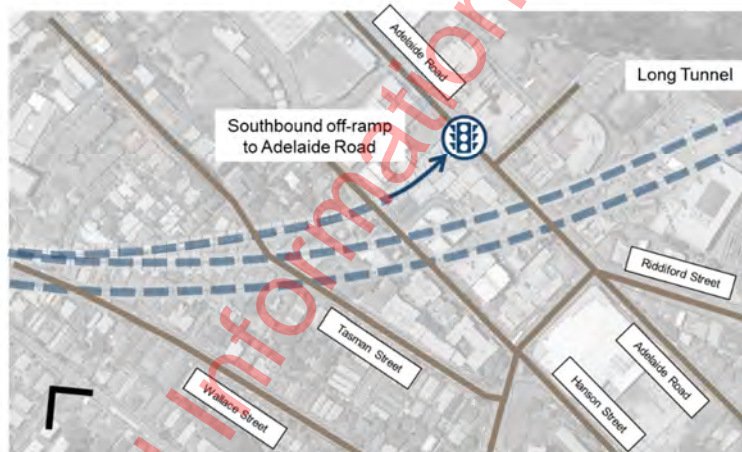 Adelaide Road
Long Tunnel
Southbound off-ramp
to Adelaide Road
Riddiford Street
Tasman Street
Adelaide Road
Wallace Street
Hanson Street
Information